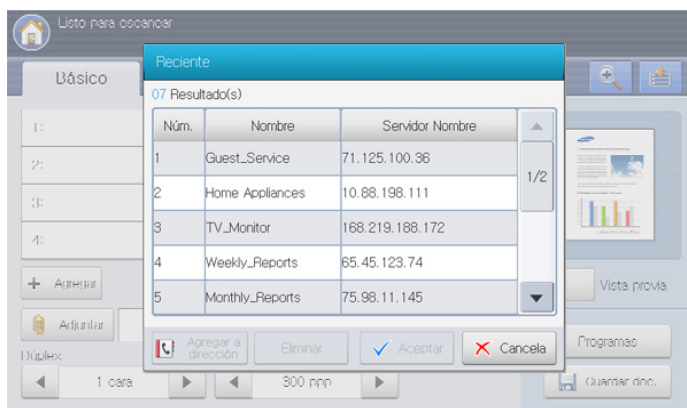 Listo para escanear
Básico
Reciente
07 Resultado(s)
Núm. Nombre Servidor Nombre
1 Guest_Service 71.125.100.36
2 Home Appliances 10.88.198.111
3 TV_Monitor 168.219.188.172
4 Weekly_Reports 65.45.123.74
5 Monthly_Reports 75.98.11.145
1/2
1:
2:
3:
4:
Agregar
Vista previa
Adjuntar
Agregar a
dirección
Eliminar
Aceptar
Cancela
Programas
Dúplex
1 cara
300 ppp
Guardar doc.